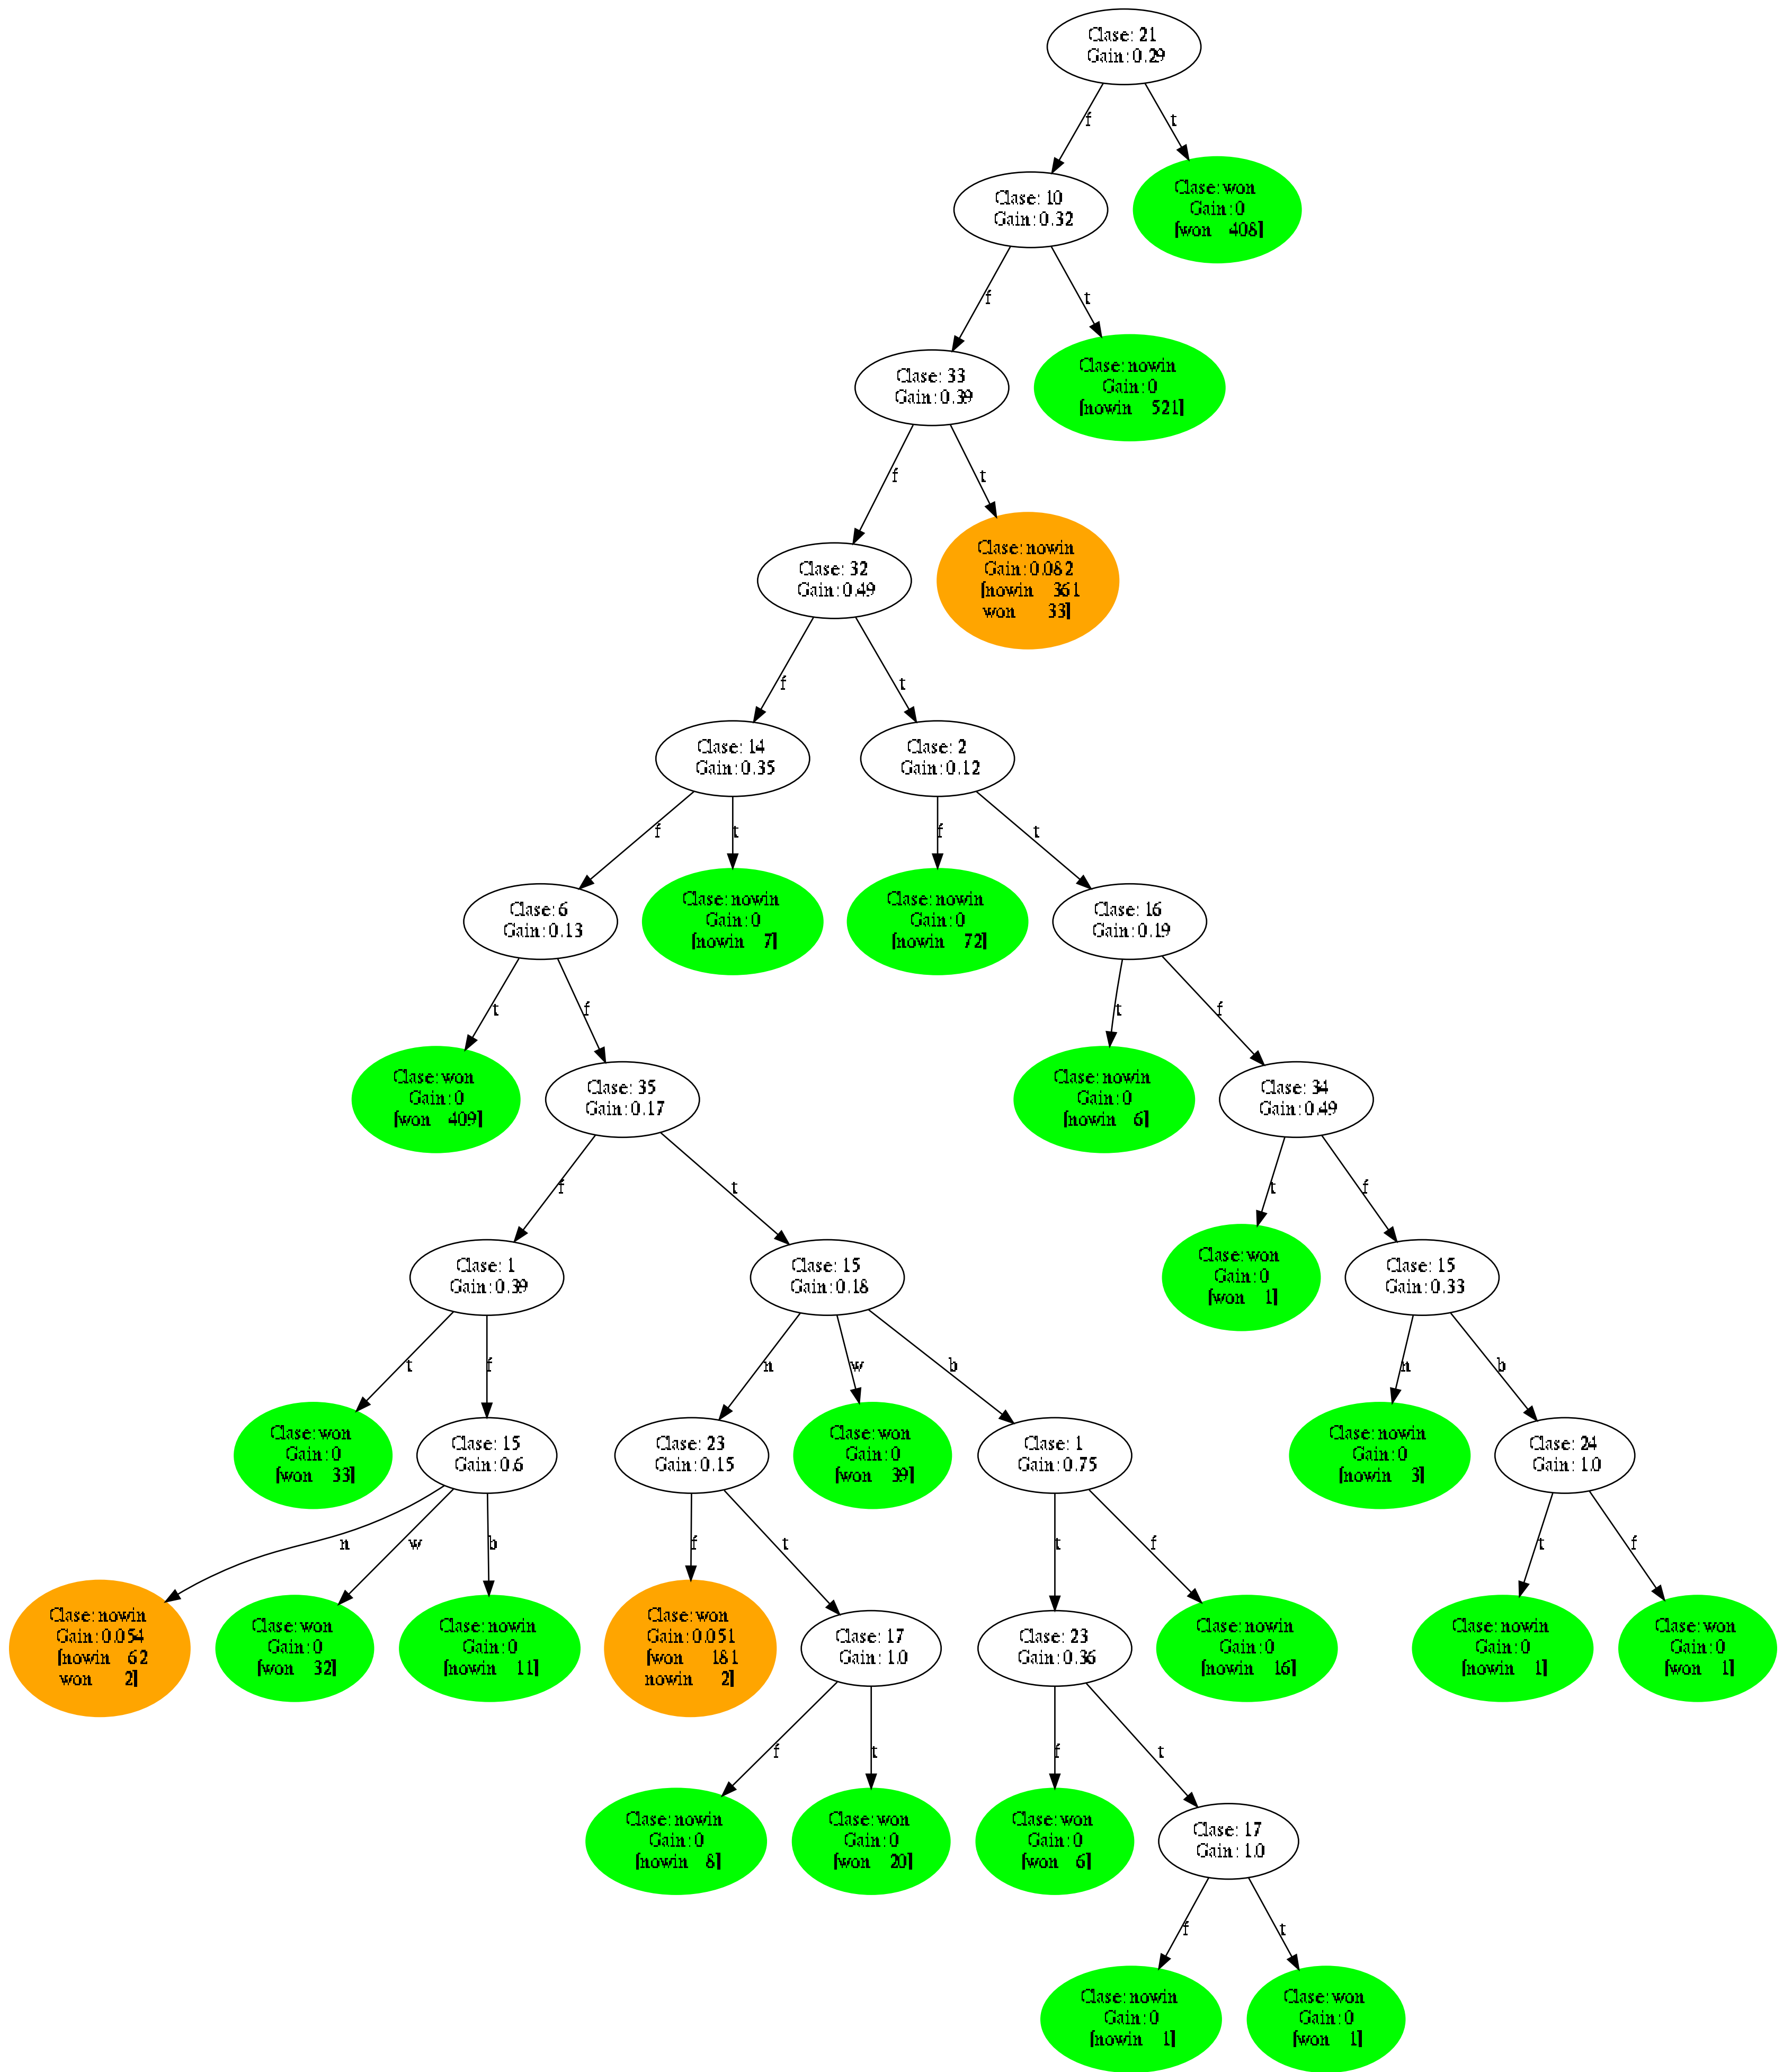 Clase: 21
Gain: 0.29
f
t
Clase: 10
Gain: 0.32
Clase: won
Gain: 0
[won 408]
f
t
Clase: 33
Gain: 0.39
Clase: nowin
Gain: 0
[nowin 521]
f
t
Clase: 32
Gain: 0.49
Clase: nowin
Gain: 0.082
[nowin 361
won 33]
f
t
Clase: 14
Gain: 0.35
Clase: 2
Gain: 0.12
f
t
f
t
Clase: 6
Gain: 0.13
Clase: nowin
Gain: 0
[nowin 7]
Clase: nowin
Gain: 0
[nowin 72]
Clase: 16
Gain: 0.19
t
f
t
f
Clase: won
Gain: 0
[won 409]
Clase: 35
Gain: 0.17
Clase: nowin
Gain: 0
[nowin 6]
Clase: 34
Gain: 0.49
f
t
t
f
Clase: 1
Gain: 0.39
Clase: 15
Gain: 0.18
Clase: won
Gain: 0
[won 1]
Clase: 15
Gain: 0.33
t
f
n
w
b
n
b
Clase: won
Gain: 0
[won 33]
Clase: 15
Gain: 0.6
Clase: 23
Gain: 0.15
Clase: won
Gain: 0
[won 39]
Clase: 1
Gain: 0.75
Clase: nowin
Gain: 0
[nowin 3]
Clase: 24
Gain: 1.0
n
w
b
f
t
t
f
t
f
Clase: nowin
Gain: 0.054
[nowin 62
won 2]
Clase: won
Gain: 0
[won 32]
Clase: nowin
Gain: 0
[nowin 11]
Clase: won
Gain: 0.051
[won 181
nowin 2]
Clase: 17
Gain: 1.0
Clase: 23
Gain: 0.36
Clase: nowin
Gain: 0
[nowin 16]
Clase: nowin
Gain: 0
[nowin 1]
Clase: won
Gain: 0
[won 1]
f
t
f
t
Clase: nowin
Gain: 0
[nowin 8]
Clase: won
Gain: 0
[won 20]
Clase: won
Gain: 0
[won 6]
Clase: 17
Gain: 1.0
f
t
Clase: nowin
Gain: 0
[nowin 1]
Clase: won
Gain: 0
[won 1]